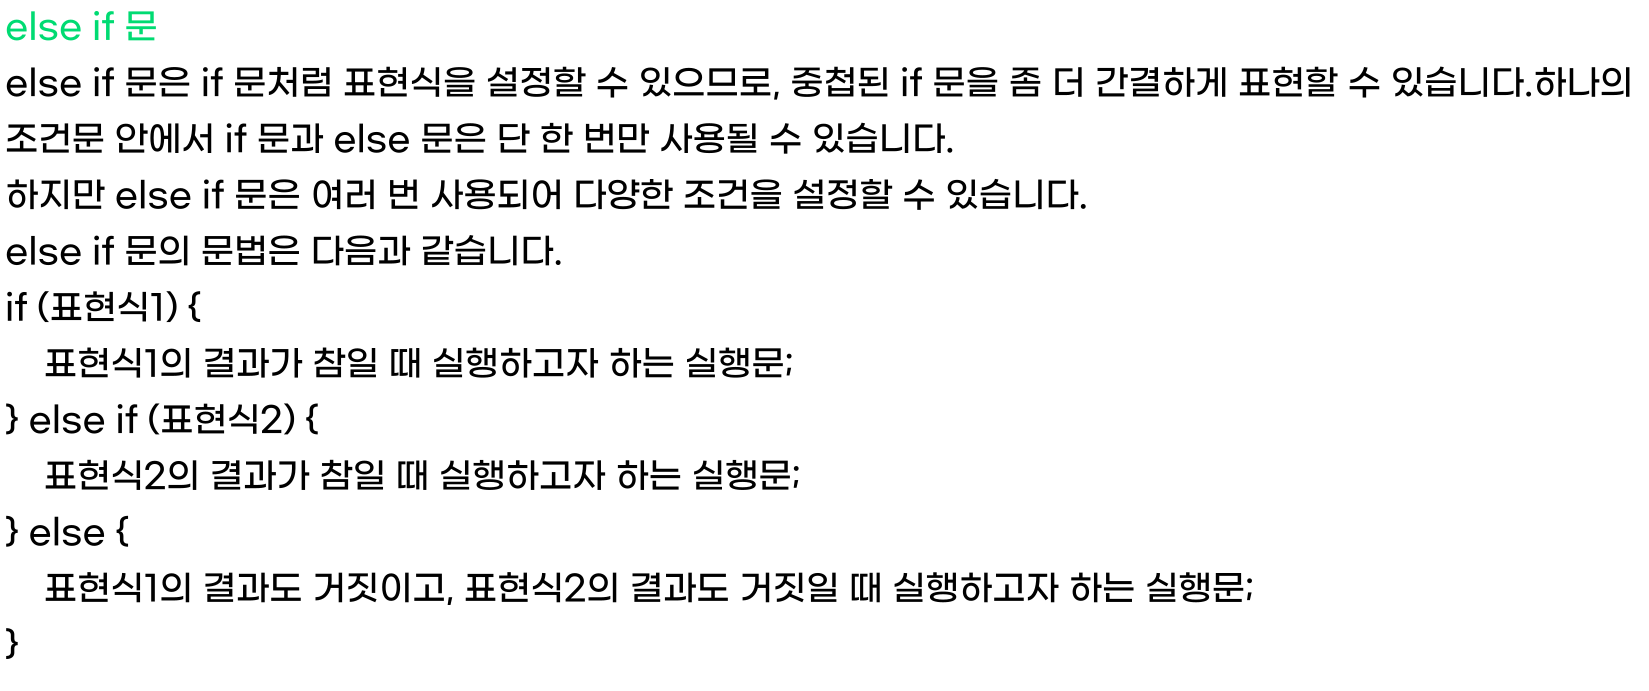 else if 문
else if 문은 if 문처럼 표현식을 설정할 수 있으므로, 중첩된 if 문을 좀 더 간결하게 표현할 수 있습니다.하나의
조건문 안에서 if 문과 else 문은 단 한 번만 사용될 수 있습니다.
하지만 else if 문은 여러 번 사용되어 다양한 조건을 설정할 수 있습니다.
else if 문의 문법은 다음과 같습니다.
if (표현식1) {
    표현식1의 결과가 참일 때 실행하고자 하는 실행문;
} else if (표현식2) {
    표현식2의 결과가 참일 때 실행하고자 하는 실행문;
} else {
    표현식1의 결과도 거짓이고, 표현식2의 결과도 거짓일 때 실행하고자 하는 실행문;
}